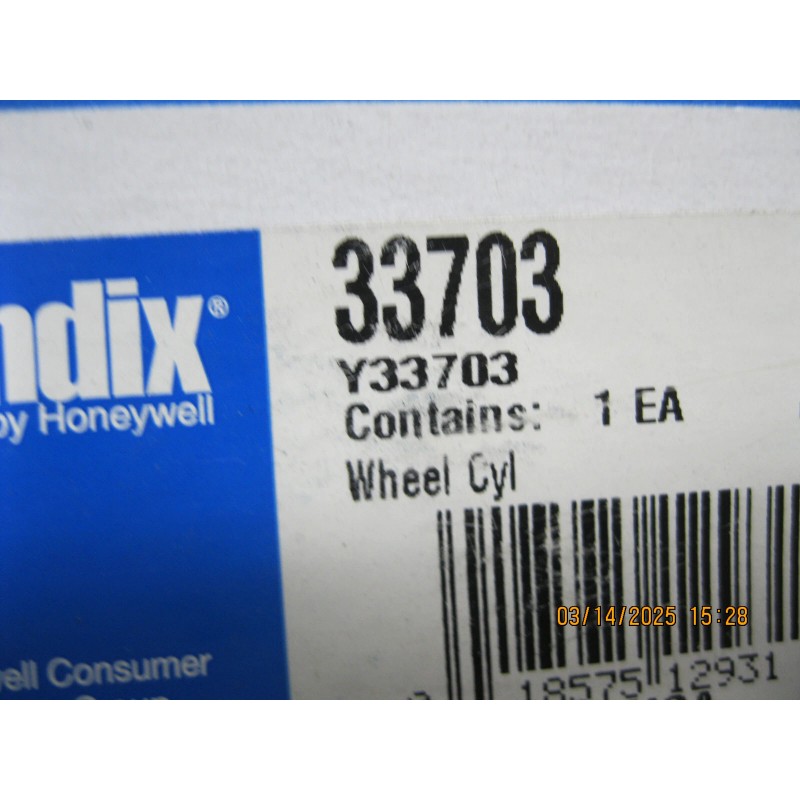 ndix®
by Honeywell
33703
Y33703
Contains: 1 EA
Wheel Cyl
03/14/2025 15:28
18575 12931
ell Consumer